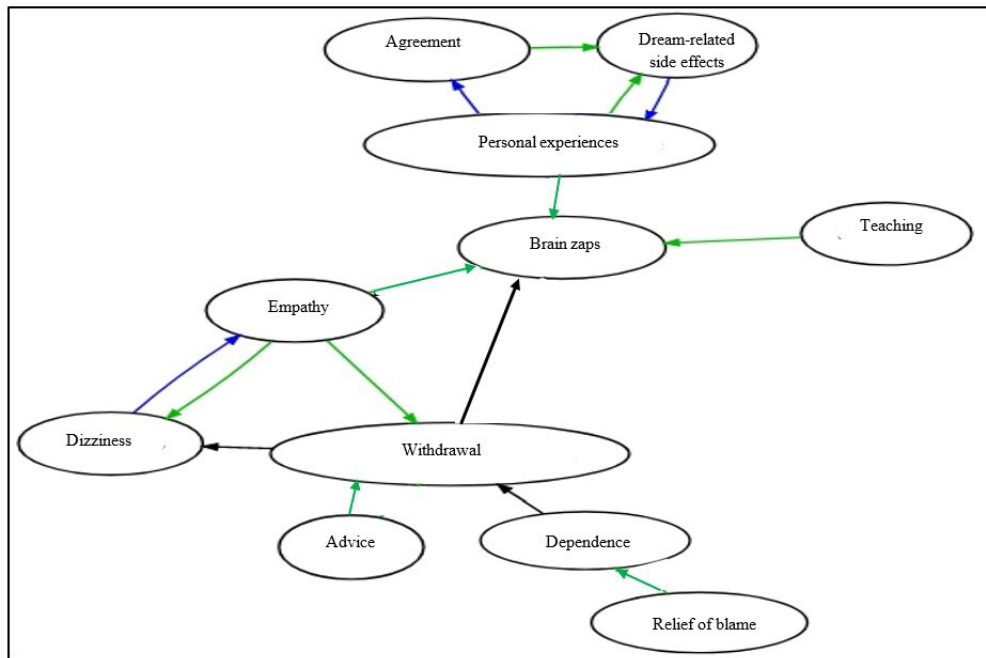 Agreement
Dream-related
side effects
Personal experiences
Brain zaps
Teaching
Empathy
Dizziness
Withdrawal
Advice
Dependence
Relief of blame